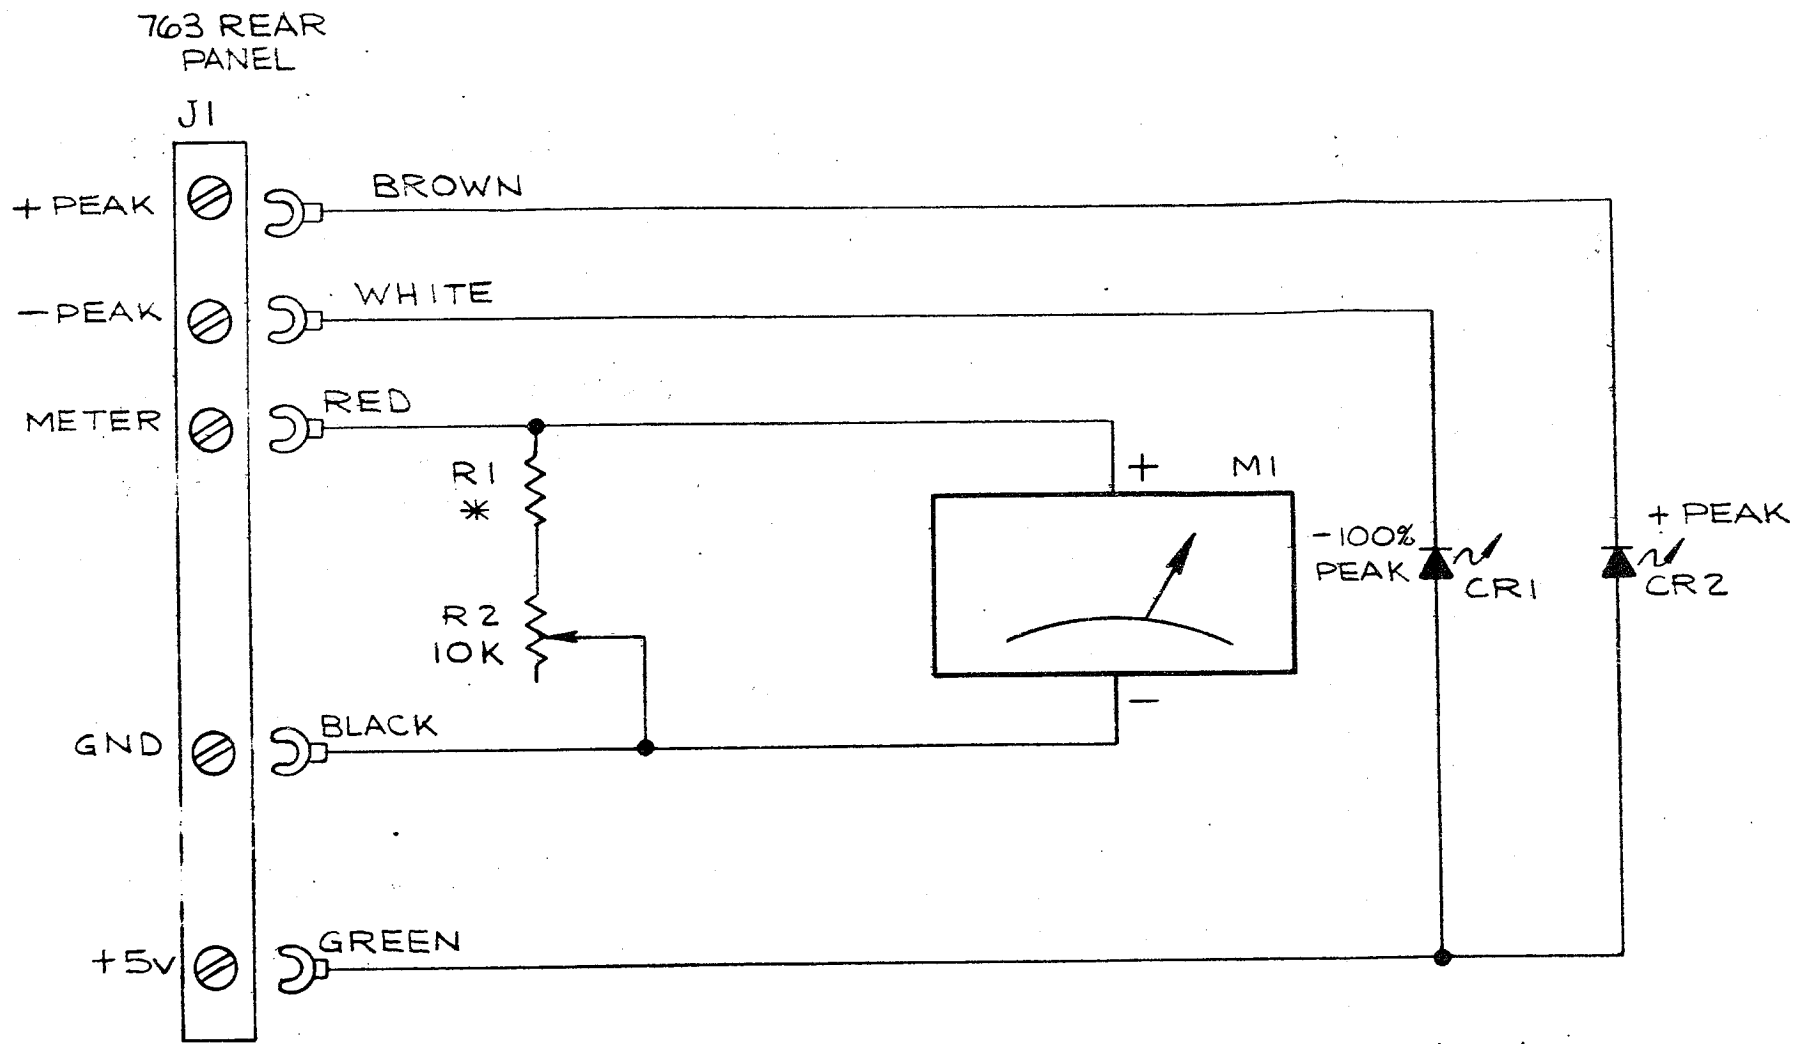 763 REAR
PANEL
J1
+ PEAK
BROWN
- PEAK
WHITE
METER
RED
R1
*
R2
10K
+
M1
-
-100%
PEAK
CR1
+ PEAK
CR2
GND
BLACK
+5V
GREEN